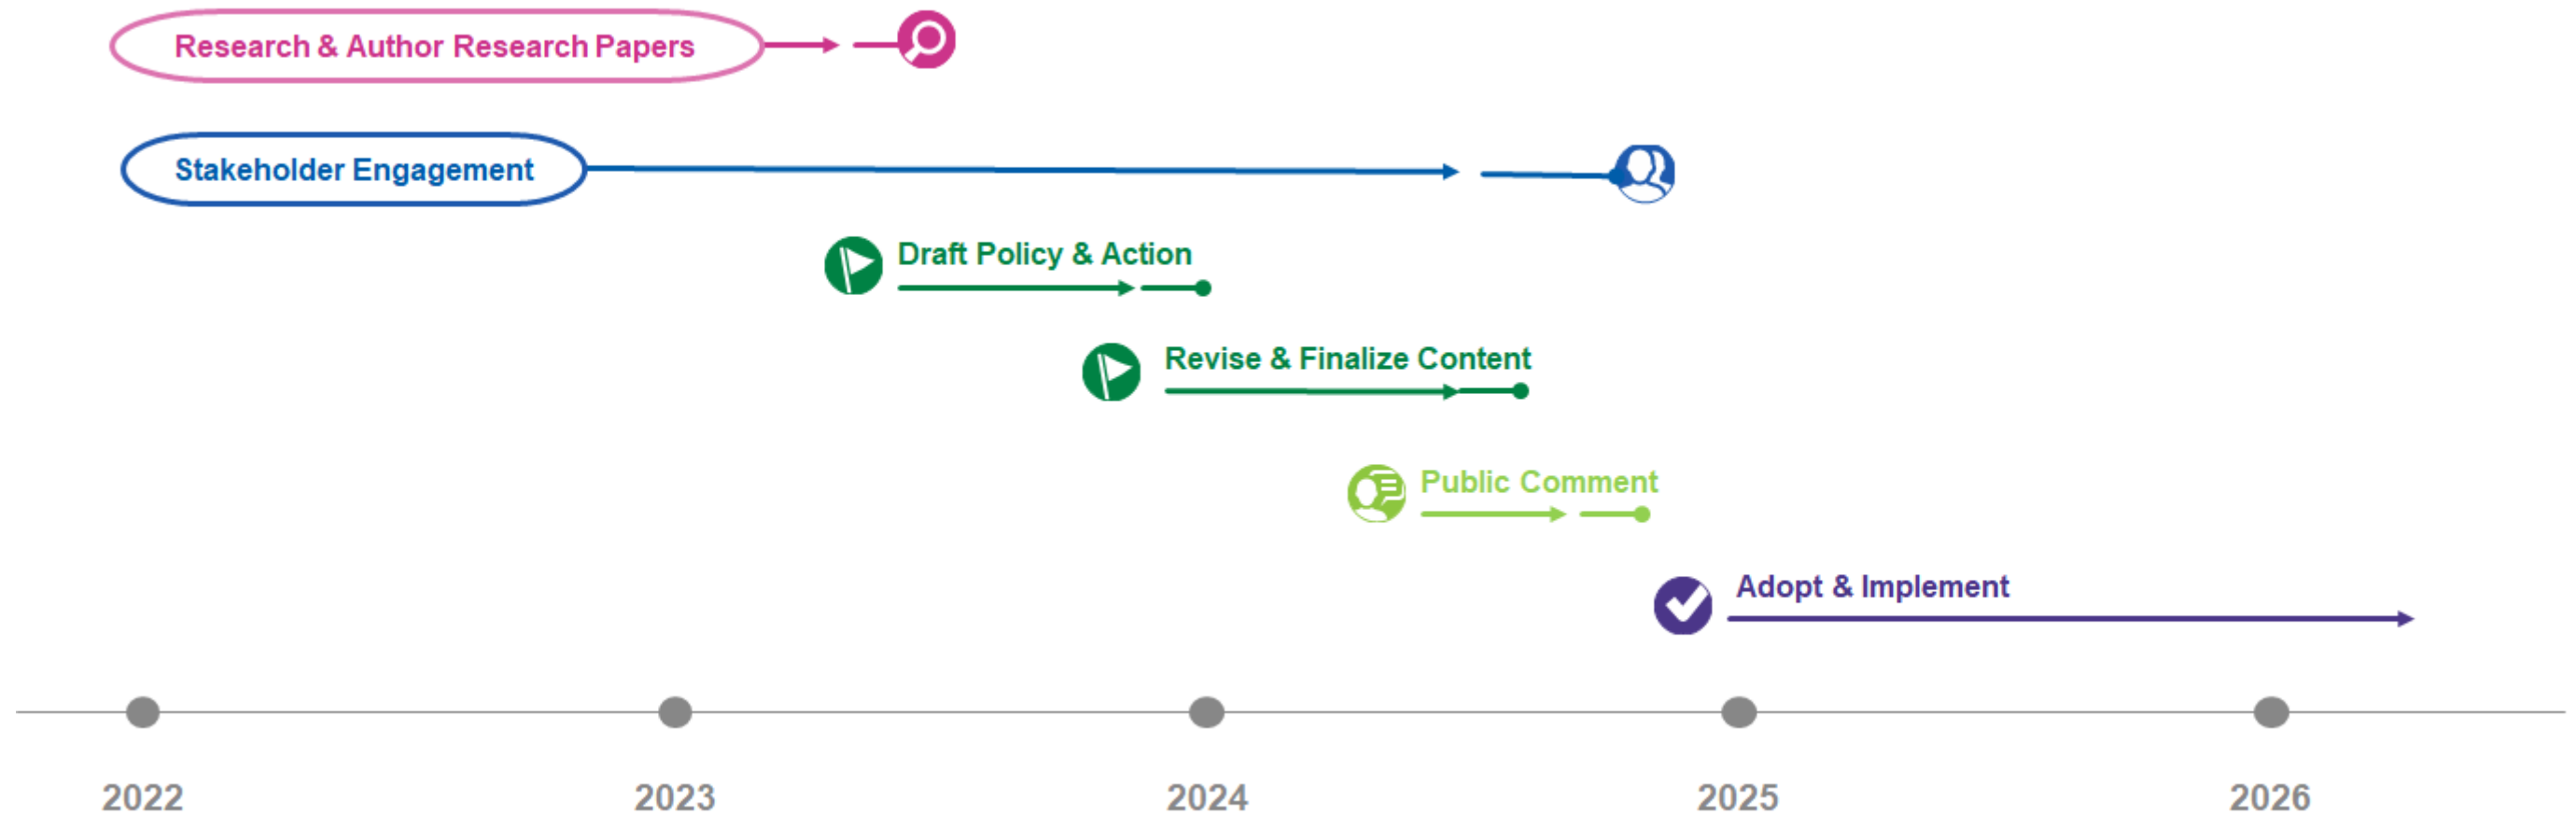 Research & Author Research Papers
Stakeholder Engagement
Draft Policy & Action
Revise & Finalize Content
Public Comment
Adopt & Implement
2022 2023 2024 2025 2026